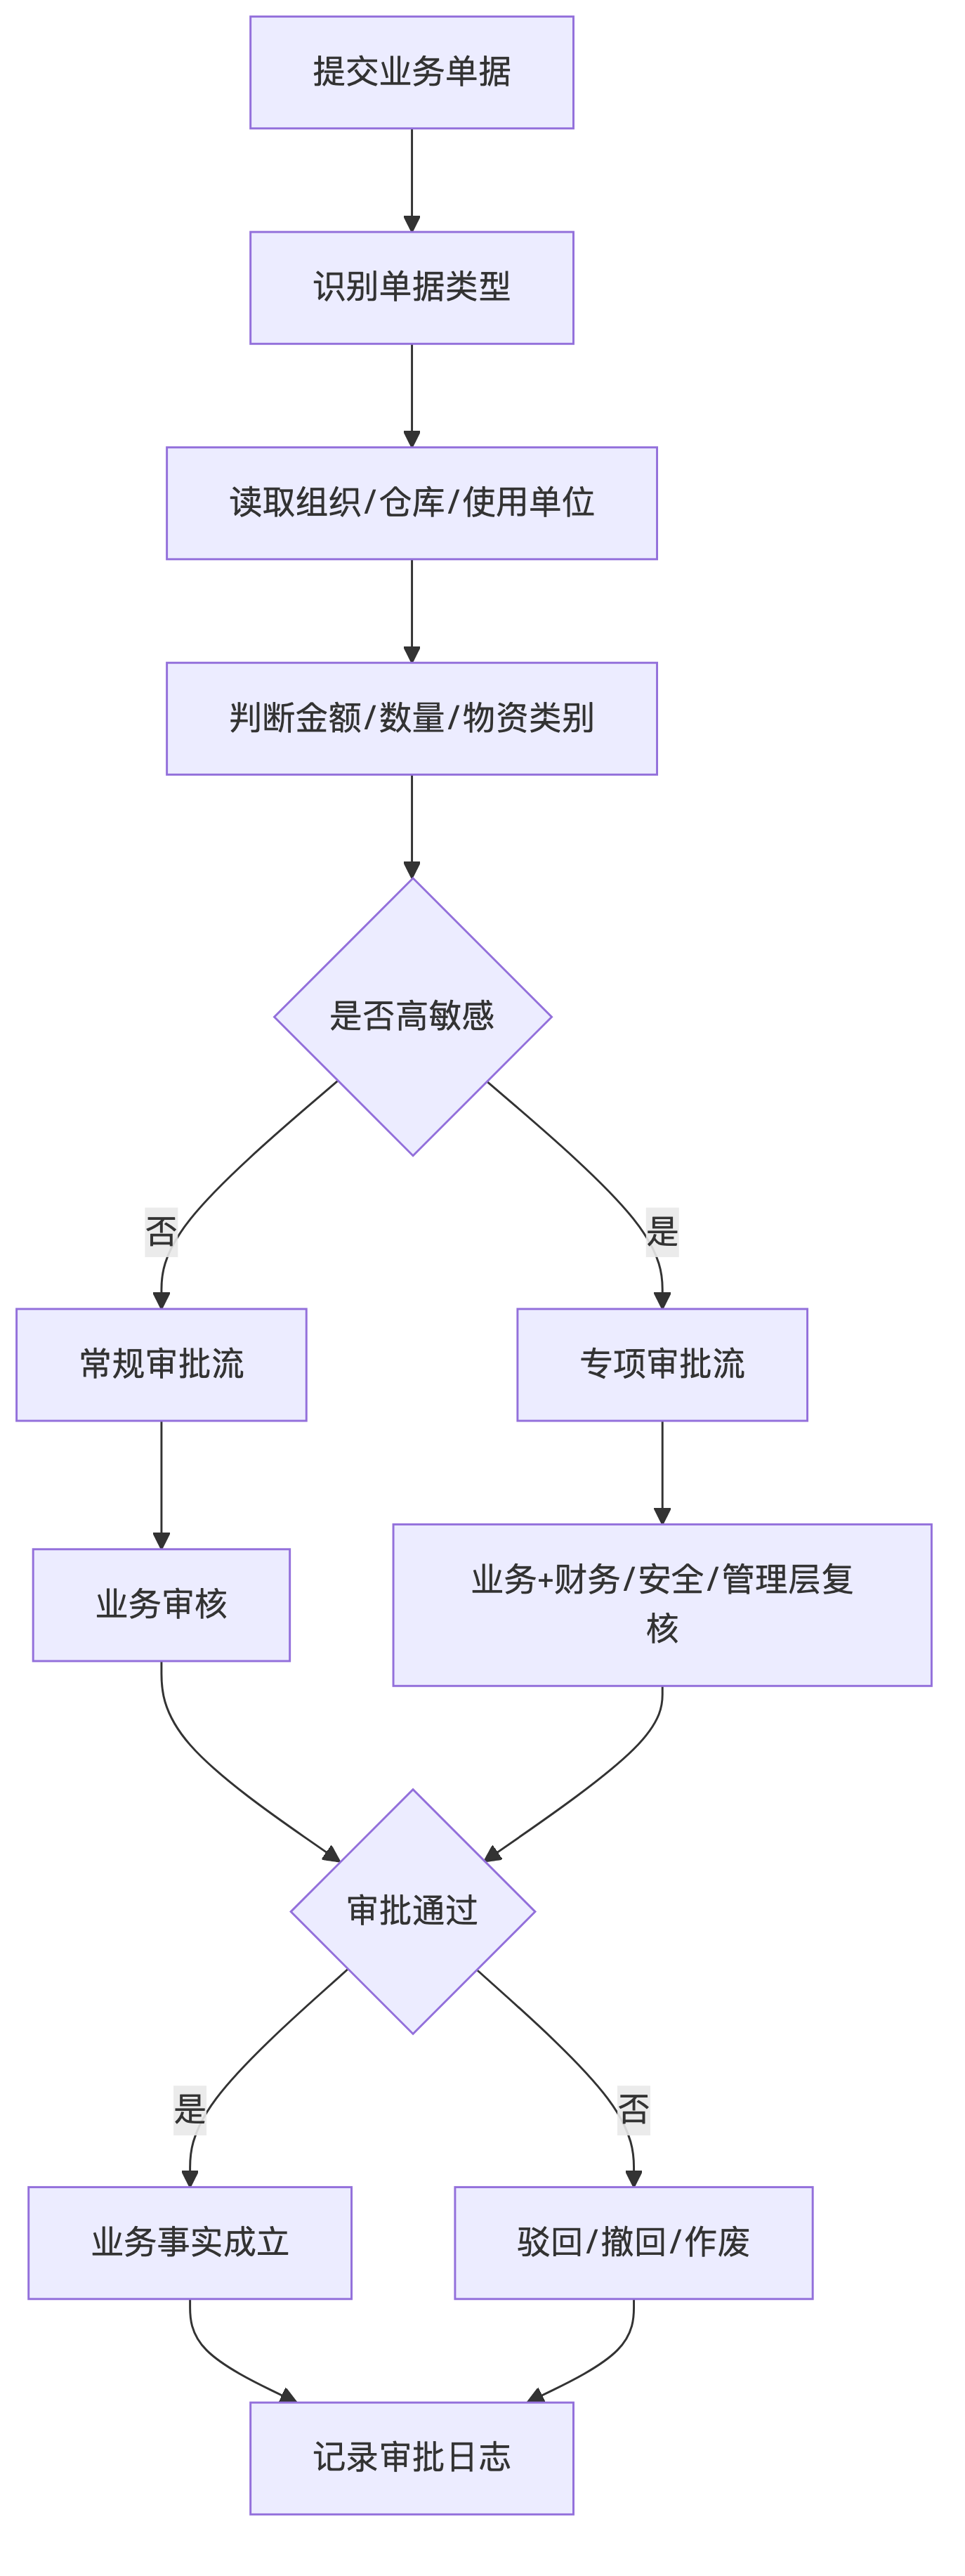 提交业务单据
识别单据类型
读取组织/仓库/使用单位
判断金额/数量/物资类别
是否高敏感
否
是
常规审批流
专项审批流
业务审核
业务+财务/安全/管理层复
核
审批通过
是
否
业务事实成立
驳回/撤回/作废
记录审批日志